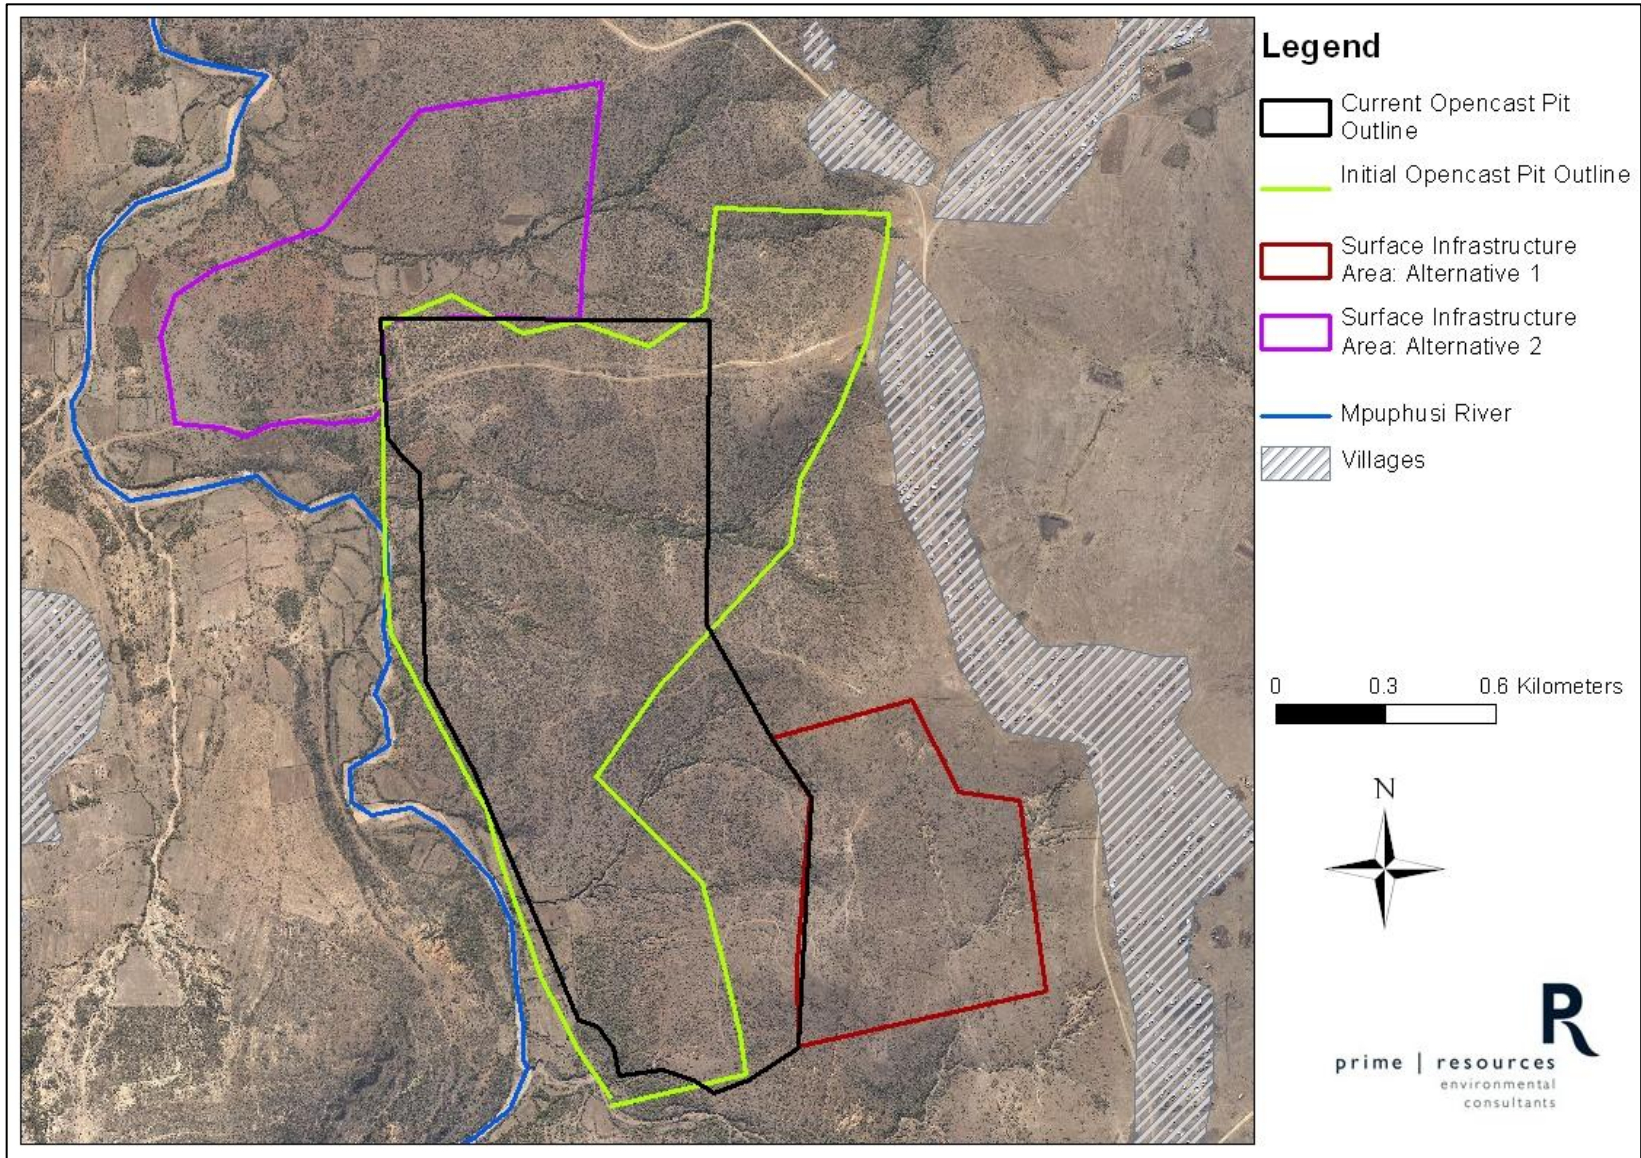 Legend
Current Opencast Pit
Outline
Initial Opencast Pit Outline
Surface Infrastructure
Area: Alternative 1
Surface Infrastructure
Area: Alternative 2
Mpuphusi River
Villages
0 0.3 0.6 Kilometers
N
R
prime | resources
environmental
consultants